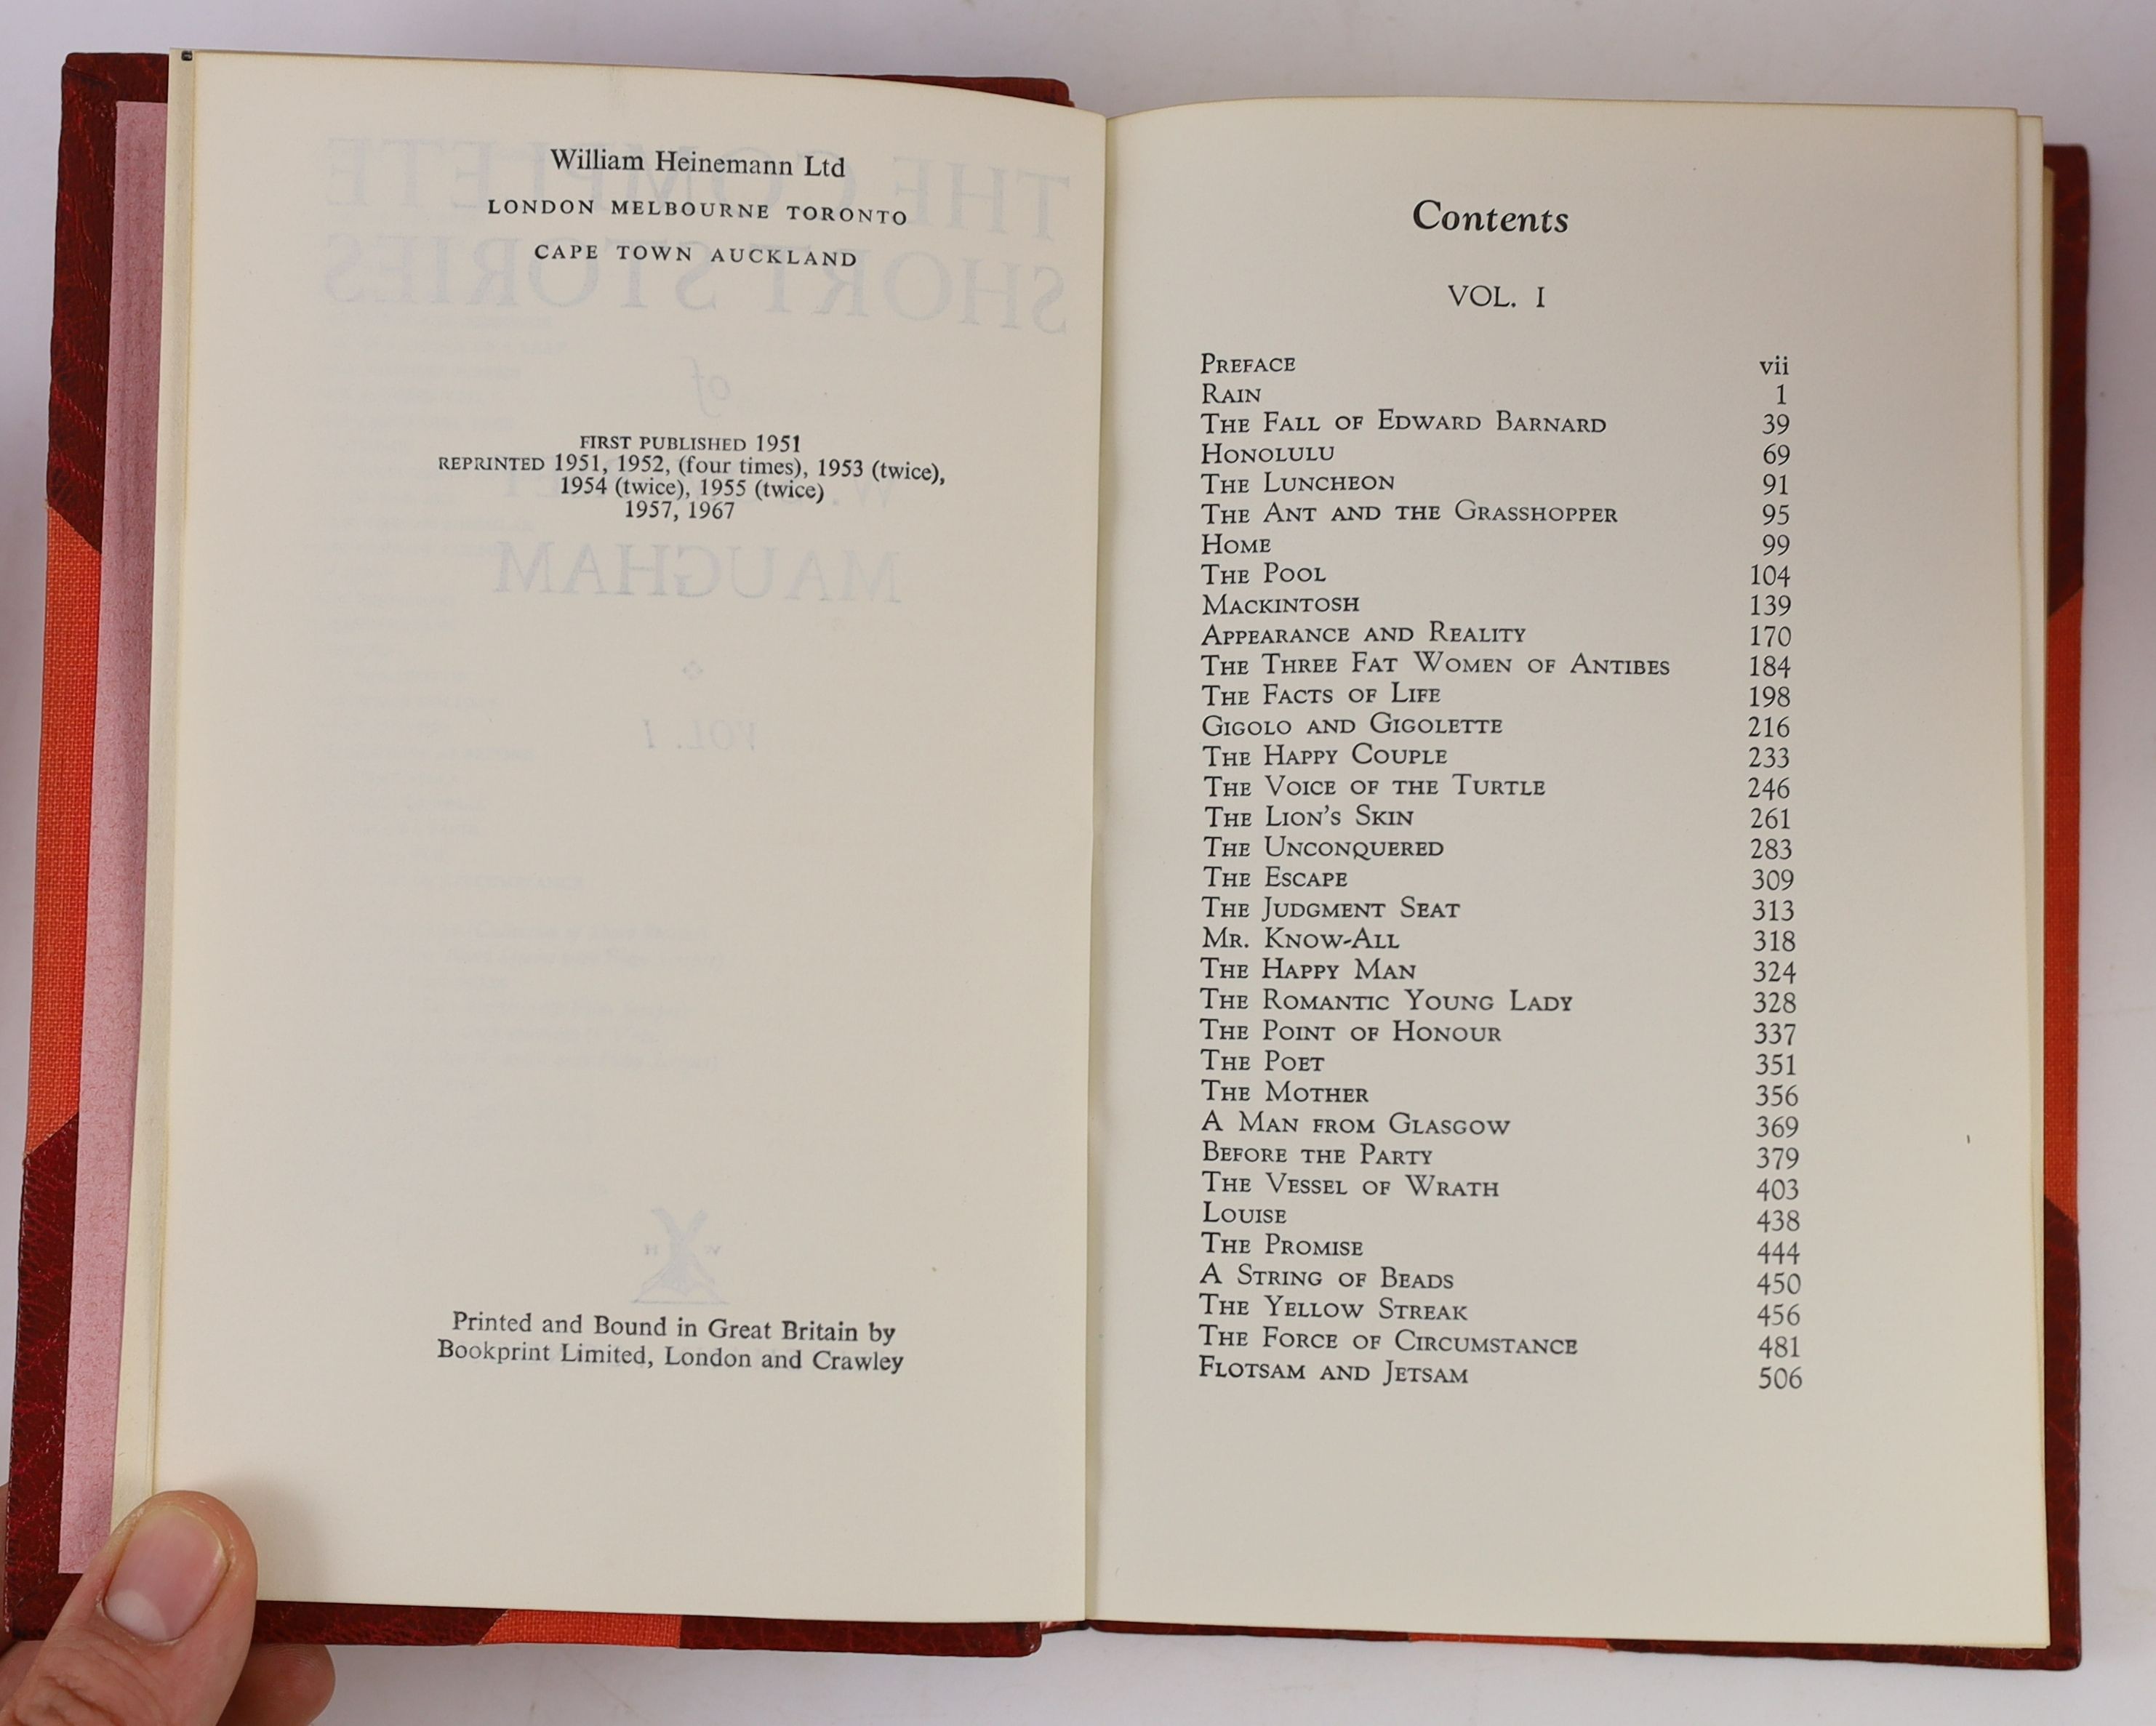 William Heinemann Ltd
LONDON MELBOURNE TORONTO
CAPE TOWN AUCKLAND
FIRST PUBLISHED 1951
REPRINTED 1951, 1952, (four times), 1953 (twice),
1954 (twice), 1955 (twice)
1957, 1967
THE COMPLETE
SHORT STORIES
of
MAUGHAM
VOL. I
Printed and Bound in Great Britain by
Bookprint Limited, London and Crawley
Contents
VOL. I
PREFACE vii
RAIN 1
THE FALL OF EDWARD BARNARD 39
HONOLULU 69
THE LUNCHEON 91
THE ANT AND THE GRASSHOPPER 95
HOME 99
THE POOL 104
MACKINTOSH 139
APPEARANCE AND REALITY 170
THE THREE FAT WOMEN OF ANTIBES 184
THE FACTS OF LIFE 198
GIGOLO AND GIGOLETTE 216
THE HAPPY COUPLE 233
THE VOICE OF THE TURTLE 246
THE LION'S SKIN 261
THE UNCONQUERED 283
THE ESCAPE 309
THE JUDGMENT SEAT 313
MR. KNOW-ALL 318
THE HAPPY MAN 324
THE ROMANTIC YOUNG LADY 328
THE POINT OF HONOUR 337
THE POET 351
THE MOTHER 356
A MAN FROM GLASGOW 369
BEFORE THE PARTY 379
THE VESSEL OF WRATH 403
LOUISE 438
THE PROMISE 444
A STRING OF BEADS 450
THE YELLOW STREAK 456
THE FORCE OF CIRCUMSTANCE 481
FLOTSAM AND JETSAM 506